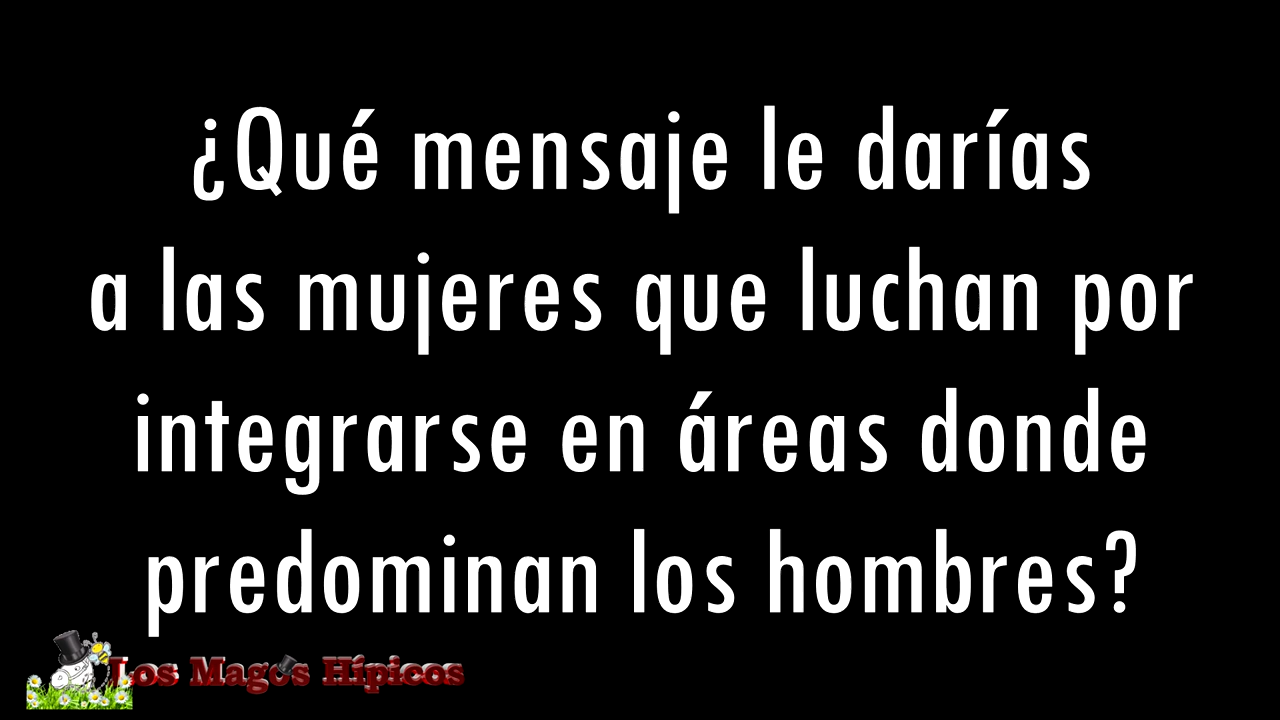 ¿Qué mensaje le darías
a las mujeres que luchan por
integrarse en áreas donde
predominan los hombres?
Los Magos Hípicos